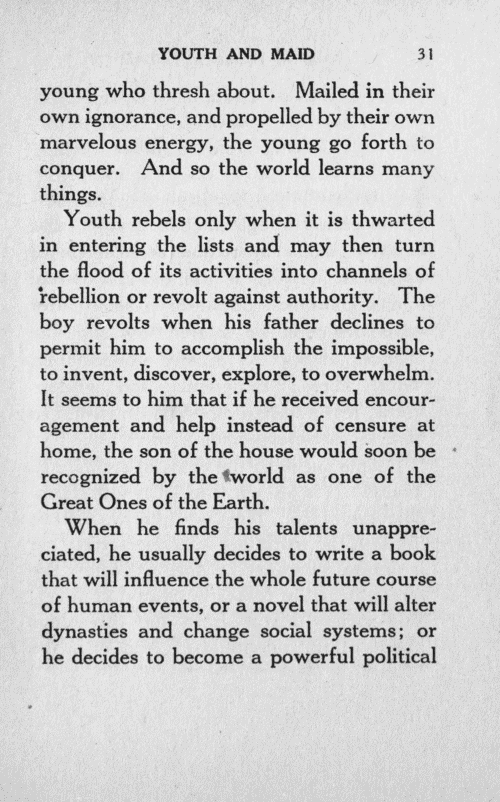 YOUTH AND MAID 31
young who thresh about. Mailed in their
own ignorance, and propelled by their own
marvelous energy, the young go forth to
conquer. And so the world learns many
things.
Youth rebels only when it is thwarted
in entering the lists and may then turn
the flood of its activities into channels of
rebellion or revolt against authority. The
boy revolts when his father declines to
permit him to accomplish the impossible,
to invent, discover, explore, to overwhelm.
It seems to him that if he received encour-
agement and help instead of censure at
home, the son of the house would soon be
recognized by the world as one of the
Great Ones of the Earth.
When he finds his talents unappre-
ciated, he usually decides to write a book
that will influence the whole future course
of human events, or a novel that will alter
dynasties and change social systems; or
he decides to become a powerful political